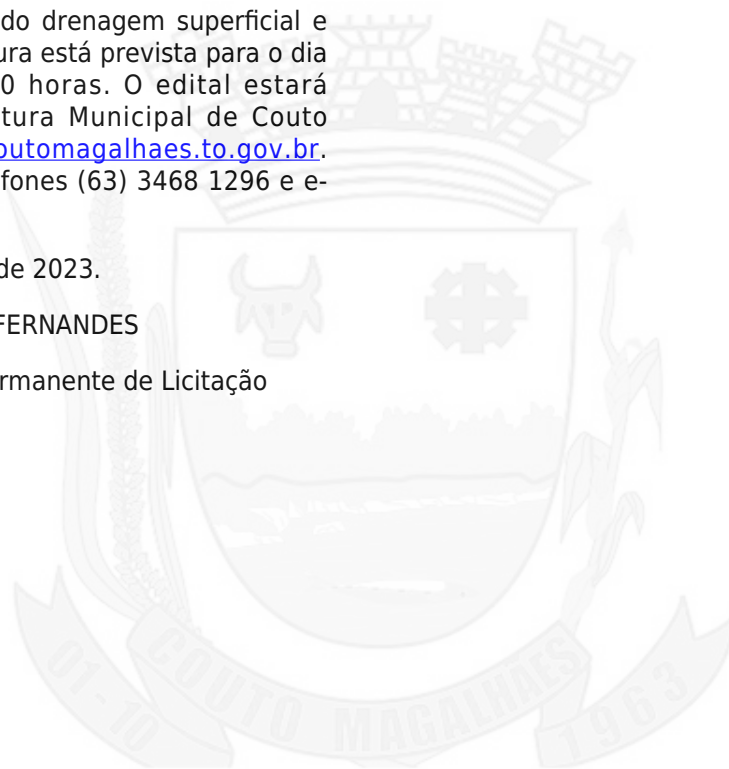 do drenagem superficial e
ura está prevista para o dia
0 horas. O edital estará
tura Municipal de Couto
outomagalhaes.to.gov.br.
fones (63) 3468 1296 e e-
de 2023.
FERNANDES
rmanente de Licitação
01-10 COUTO MAGALHÃES 1963